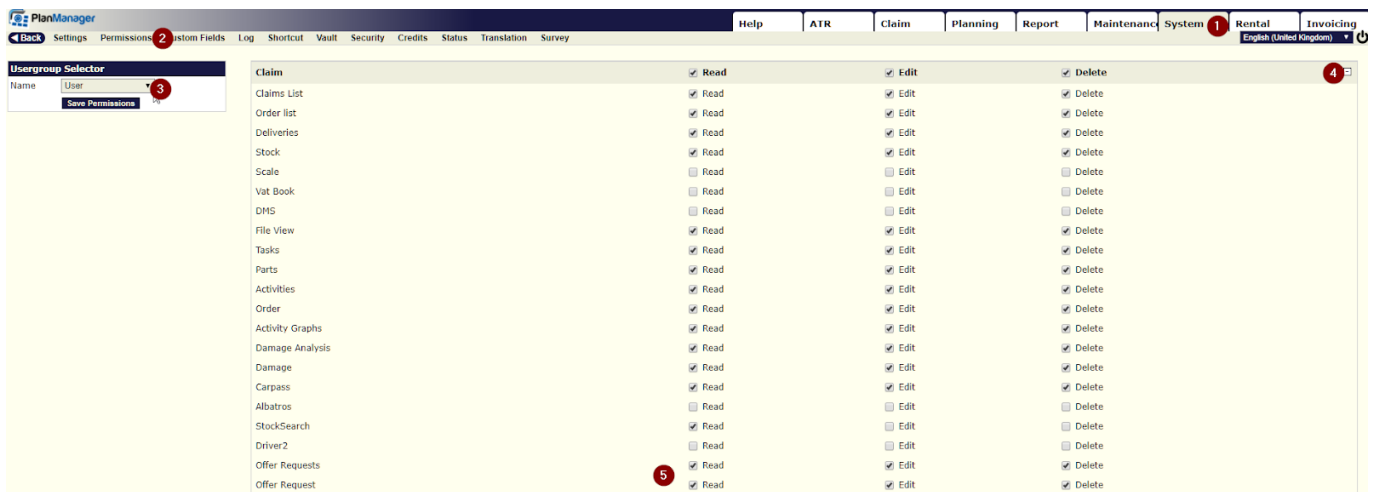 PlanManager
Help ATR Claim Planning Report Maintenanc System 1 Rental Invoicing
Back Settings Permissions 2 ustom Fields Log Shortcut Vault Security Credits Status Translation Survey English (United Kingdom)
Usergroup Selector
Name User 3
Save Permissions
Claim Read Edit Delete 4
Claims List Read Edit Delete
Order list Read Edit Delete
Deliveries Read Edit Delete
Stock Read Edit Delete
Scale Read Edit Delete
Vat Book Read Edit Delete
DMS Read Edit Delete
File View Read Edit Delete
Tasks Read Edit Delete
Parts Read Edit Delete
Activities Read Edit Delete
Order Read Edit Delete
Activity Graphs Read Edit Delete
Damage Analysis Read Edit Delete
Damage Read Edit Delete
Carpass Read Edit Delete
Albatros Read Edit Delete
StockSearch Read Edit Delete
Driver2 Read Edit Delete
Offer Requests Read Edit Delete
Offer Request 5 Read Edit Delete